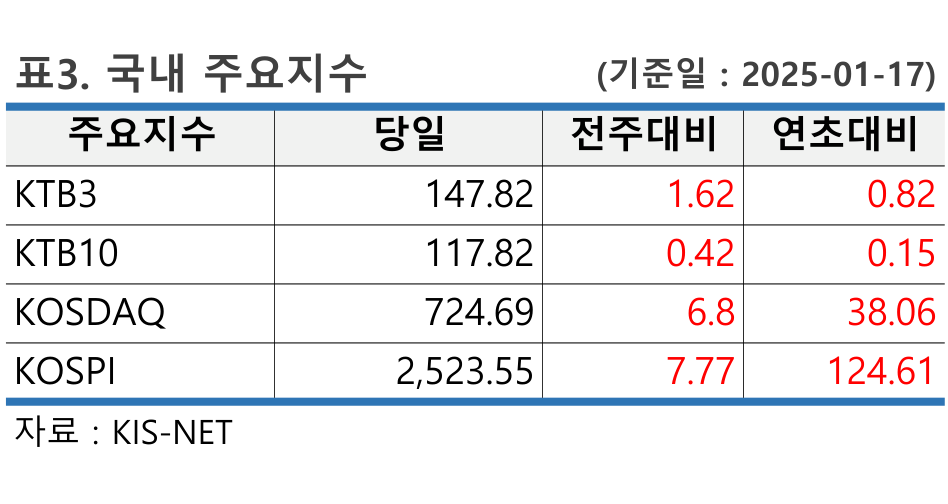 표3. 국내 주요지수 (기준일 : 2025-01-17)
주요지수 당일 전주대비 연초대비
KTB3 147.82 1.62 0.82
KTB10 117.82 0.42 0.15
KOSDAQ 724.69 6.8 38.06
KOSPI 2,523.55 7.77 124.61
자료 : KIS-NET